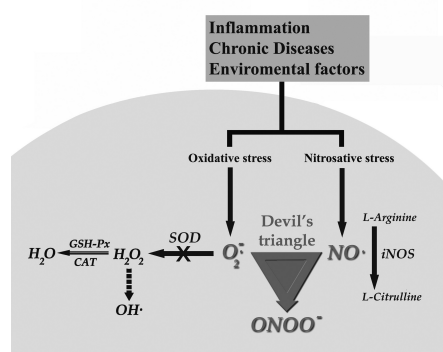 Inflammation
Chronic Diseases
Enviromental factors
Oxidative stress
Nitrosative stress
Devil's
triangle
L-Arginine
iNOS
L-Citrulline
H₂O
GSH-Px
CAT
H₂O₂
SOD
O₂⁻·
NO·
OH·
ONOO⁻